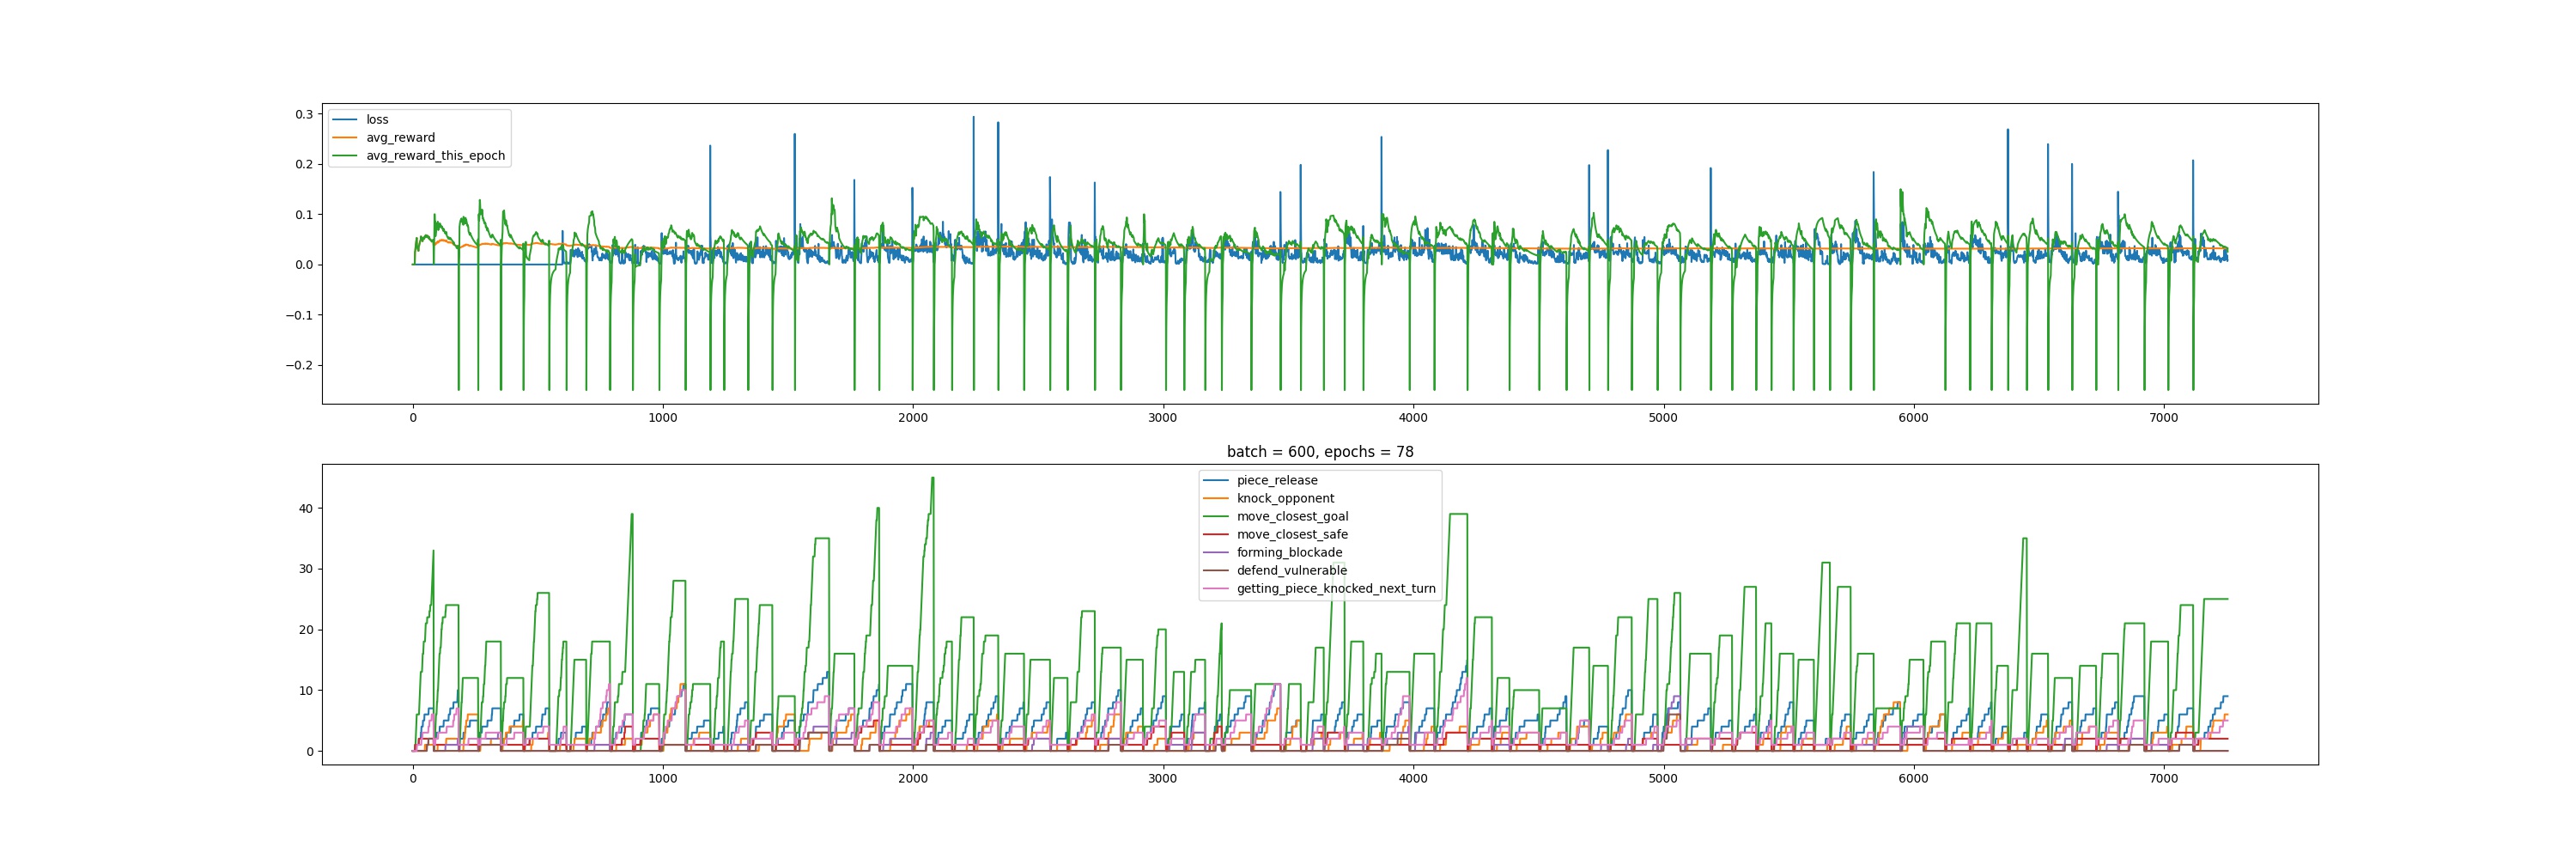 0.3
0.2
0.1
0.0
−0.1
−0.2
loss
avg_reward
avg_reward_this_epoch
0 1000 2000 3000 4000 5000 6000 7000
batch = 600, epochs = 78
40
30
20
10
0
piece_release
knock_opponent
move_closest_goal
move_closest_safe
forming_blockade
defend_vulnerable
getting_piece_knocked_next_turn
0 1000 2000 3000 4000 5000 6000 7000